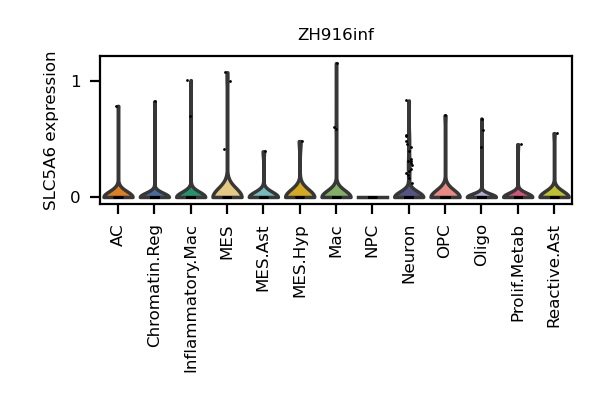 ZH916inf
SLC5A6 expression
1
0
AC
Chromatin.Reg
Inflammatory.Mac
MES
MES.Ast
MES.Hyp
Mac
NPC
Neuron
OPC
Oligo
Prolif.Metab
Reactive.Ast